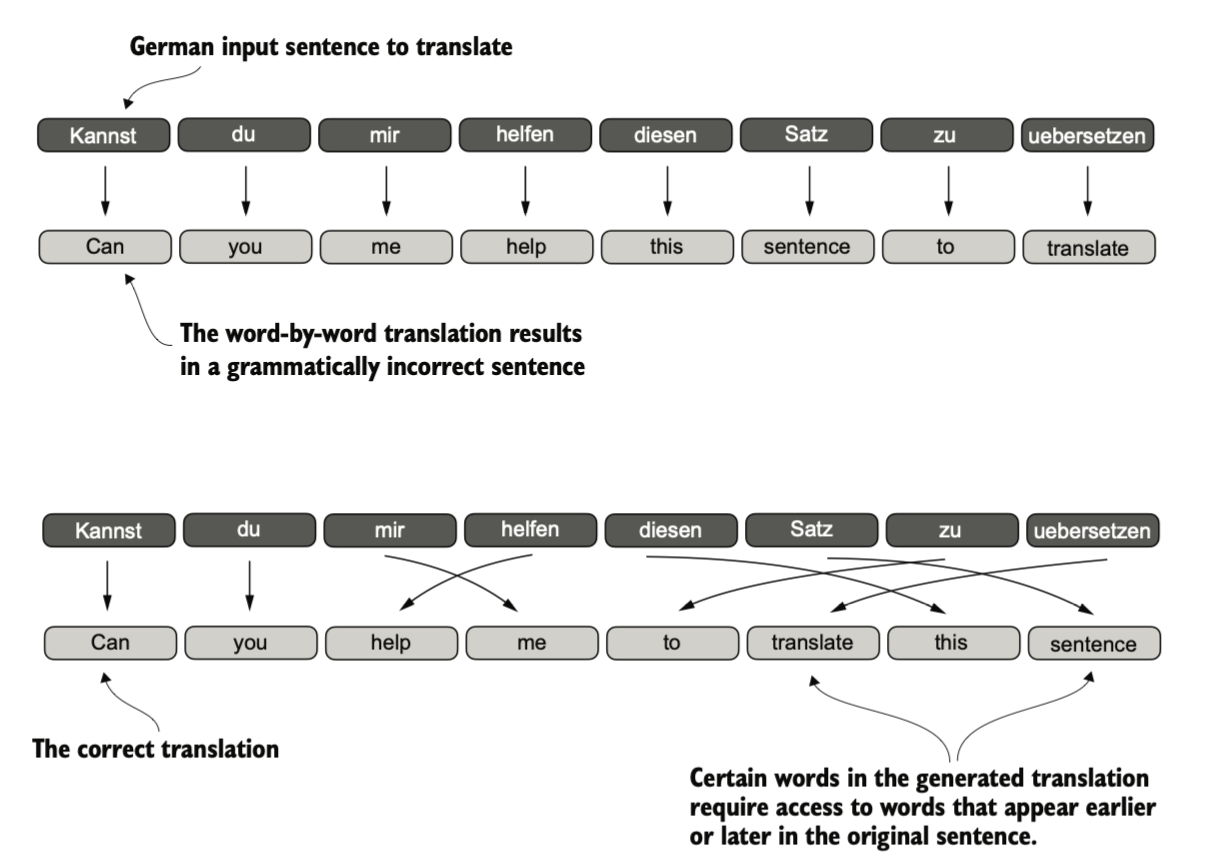 German input sentence to translate
Kannst du mir helfen diesen Satz zu uebersetzen
Can you me help this sentence to translate
The word-by-word translation results
in a grammatically incorrect sentence
Kannst du mir helfen diesen Satz zu uebersetzen
Can you help me to translate this sentence
The correct translation
Certain words in the generated translation
require access to words that appear earlier
or later in the original sentence.